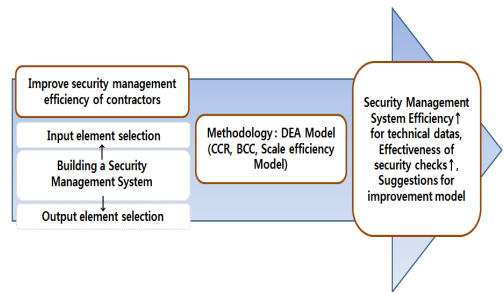 Improve security management
efficiency of contractors
Input element selection
↑
Building a Security
Management System
↓
Output element selection
Methodology: DEA Model
(CCR, BCC, Scale efficiency
Model)
Security Management
System Efficiency↑
for technical datas,
Effectiveness of
security checks↑,
Suggestions for
improvement model